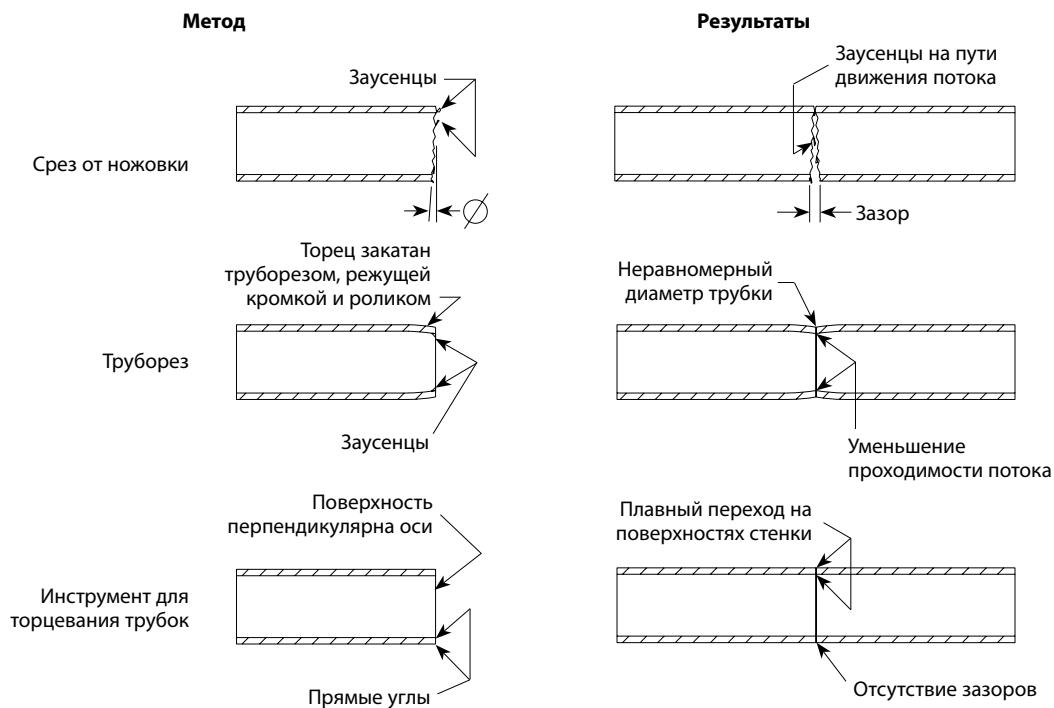 Метод
Результаты
Заусенцы
Заусенцы на пути
движения потока
Срез от ножовки
Зазор
Торец закатан
труборезом, режущей
кромкой и роликом
Неравномерный
диаметр трубки
Труборез
Заусенцы
Уменьшение
проходимости потока
Поверхность
перпендикулярна оси
Плавный переход на
поверхностях стенки
Инструмент для
торцевания трубок
Прямые углы
Отсутствие зазоров